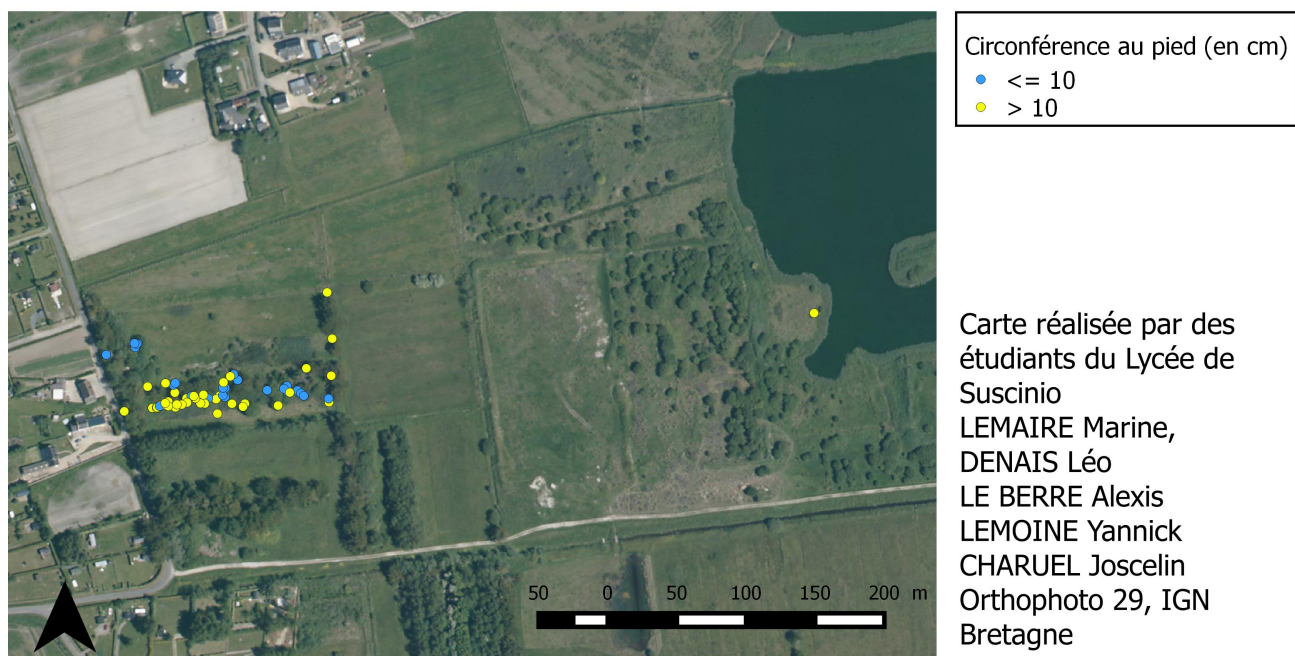 Circonférence au pied (en cm)
<= 10
> 10
50 0 50 100 150 200 m
Carte réalisée par des
étudiants du Lycée de
Suscinio
LEMAIRE Marine,
DENAIS Léo
LE BERRE Alexis
LEMOINE Yannick
CHARUEL Joscelin
Orthophoto 29, IGN
Bretagne